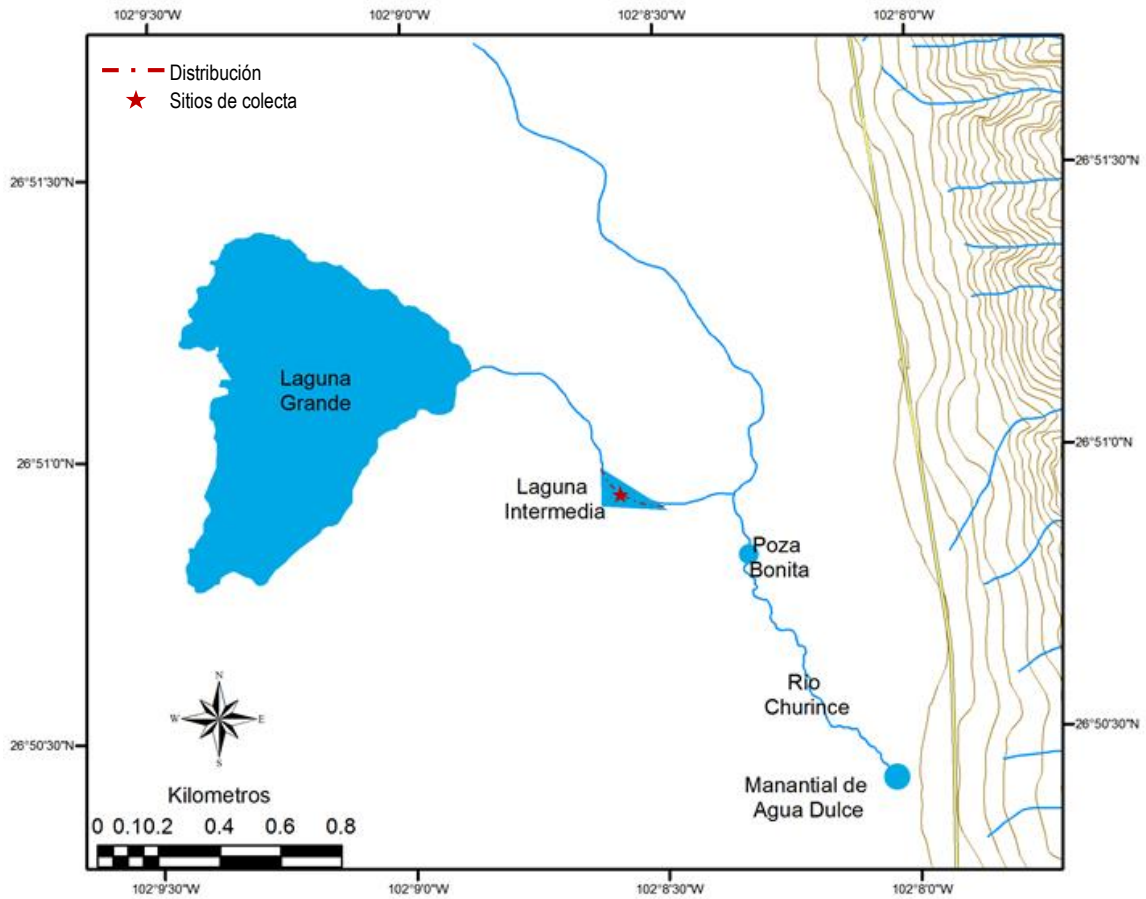 102°9'30"W
102°9'0"W
102°8'30"W
102°8'0"W
Distribución
Sitios de colecta
26°51'30"N
26°51'30"N
Laguna
Grande
26°51'0"N
26°51'0"N
Laguna
Intermedia
Poza
Bonita
Río
Churince
N
W
E
S
26°50'30"N
26°50'30"N
Manantial de
Agua Dulce
Kilometros
0 0.10.2 0.4 0.6 0.8
102°9'30"W
102°9'0"W
102°8'30"W
102°8'0"W